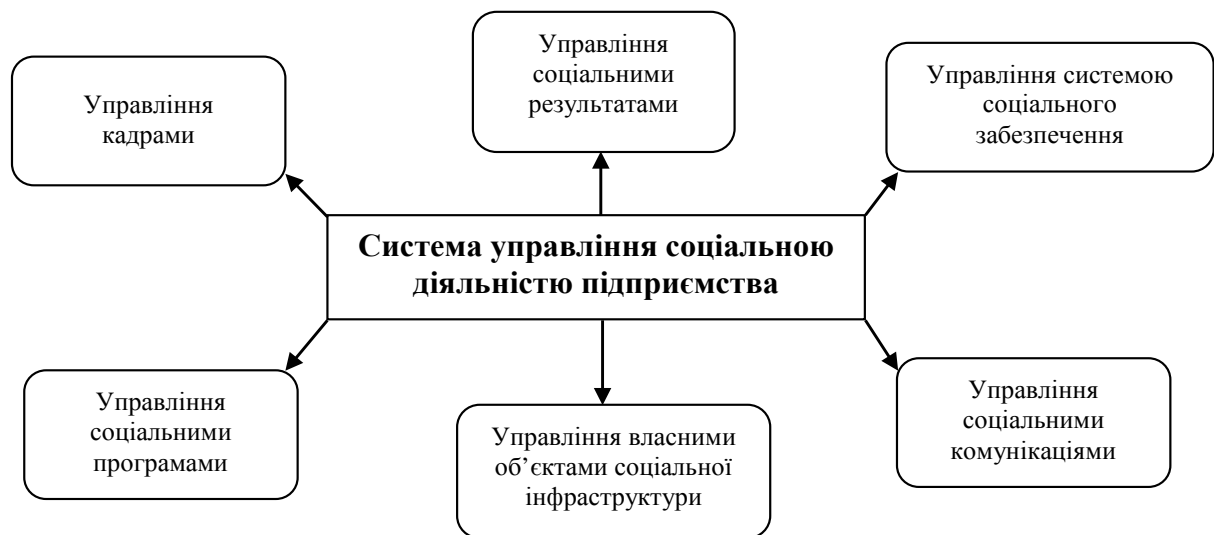 Управління
соціальними
результатами
Управління
кадрами
Управління системою
соціального
забезпечення
Система управління соціальною
діяльністю підприємства
Управління
соціальними
програмами
Управління власними
об’єктами соціальної
інфраструктури
Управління
соціальними
комунікаціями